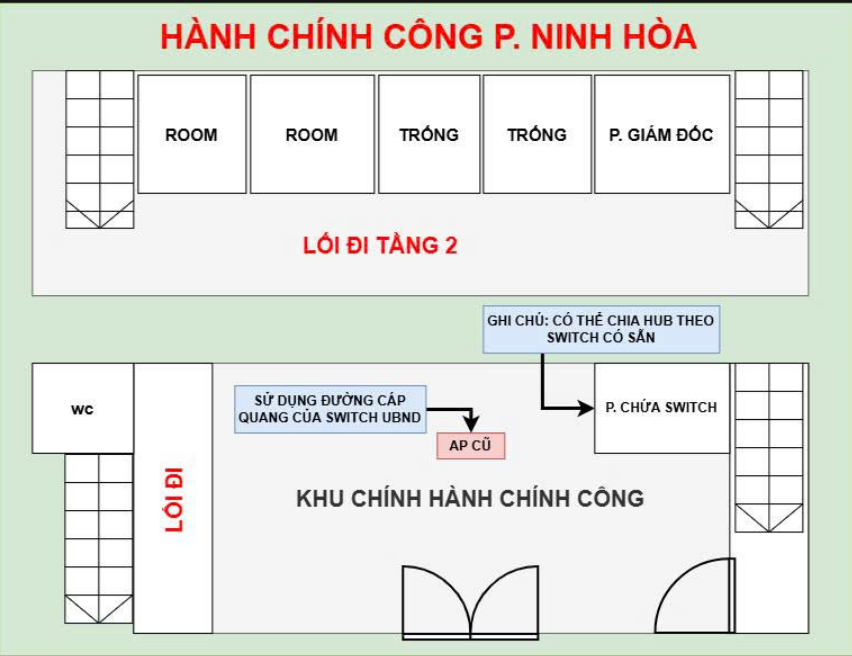 HÀNH CHÍNH CÔNG P. NINH HÒA
ROOM
ROOM
TRỐNG
TRỐNG
P. GIÁM ĐỐC
LỐI ĐI TẦNG 2
GHI CHÚ: CÓ THỂ CHIA HUB THEO
SWITCH CÓ SẴN
WC
SỬ DỤNG ĐƯỜNG CÁP
QUANG CỦA SWITCH UBND
P. CHỨA SWITCH
AP CŨ
LỐI ĐI
KHU CHÍNH HÀNH CHÍNH CÔNG